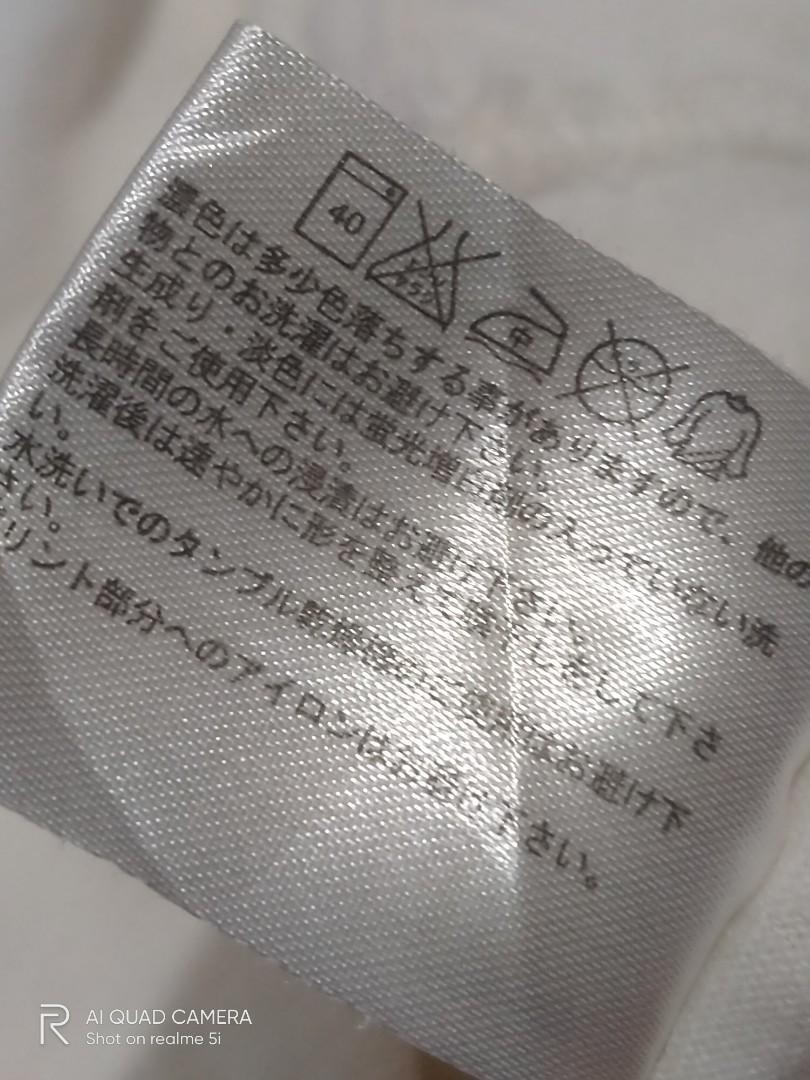 40
中
濃色は多少色落ちする事がありますので、他の
物とのお洗濯はお避け下さい。
生成り・淡色には蛍光増白剤の入っていない洗
剤をご使用下さい。
長時間の水への浸漬はお避け下さい。
洗濯後は速やかに形を整えて陰干しをして下さ
い。
水洗いでのタンブル乾燥機のご使用はお避け下
さい。
リント部分へのアイロンはお避け下さい。
AI QUAD CAMERA
Shot on realme 5i